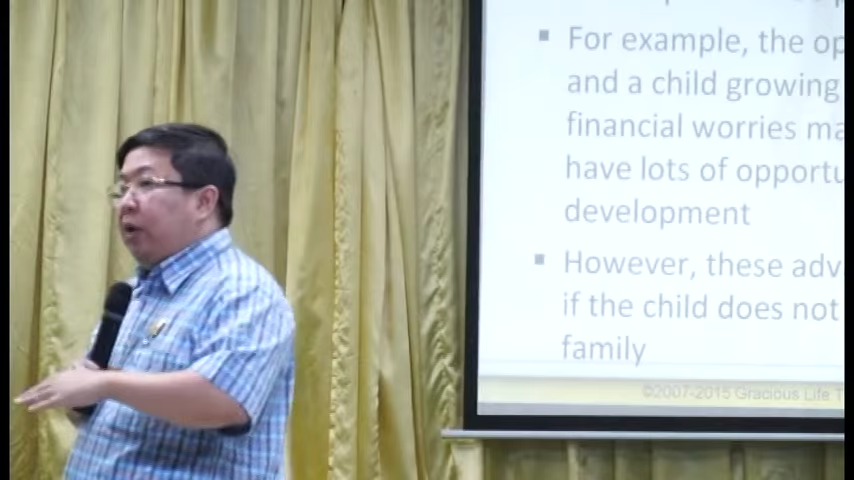 ■ For example, the op
and a child growing
financial worries ma
have lots of opportu
development
■ However, these adv
if the child does not
family
©2007-2015 Gracious Life T